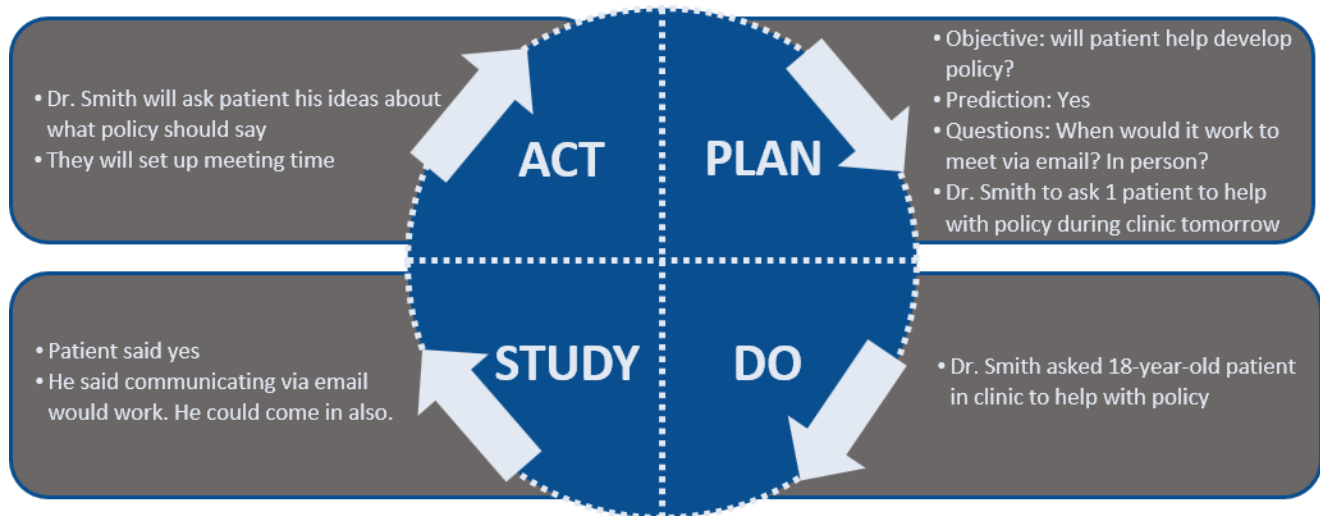 • Dr. Smith will ask patient his ideas about
what policy should say
• They will set up meeting time
ACT
PLAN
• Objective: will patient help develop
policy?
• Prediction: Yes
• Questions: When would it work to
meet via email? In person?
• Dr. Smith to ask 1 patient to help
with policy during clinic tomorrow
• Patient said yes
• He said communicating via email
would work. He could come in also.
STUDY
DO
• Dr. Smith asked 18-year-old patient
in clinic to help with policy